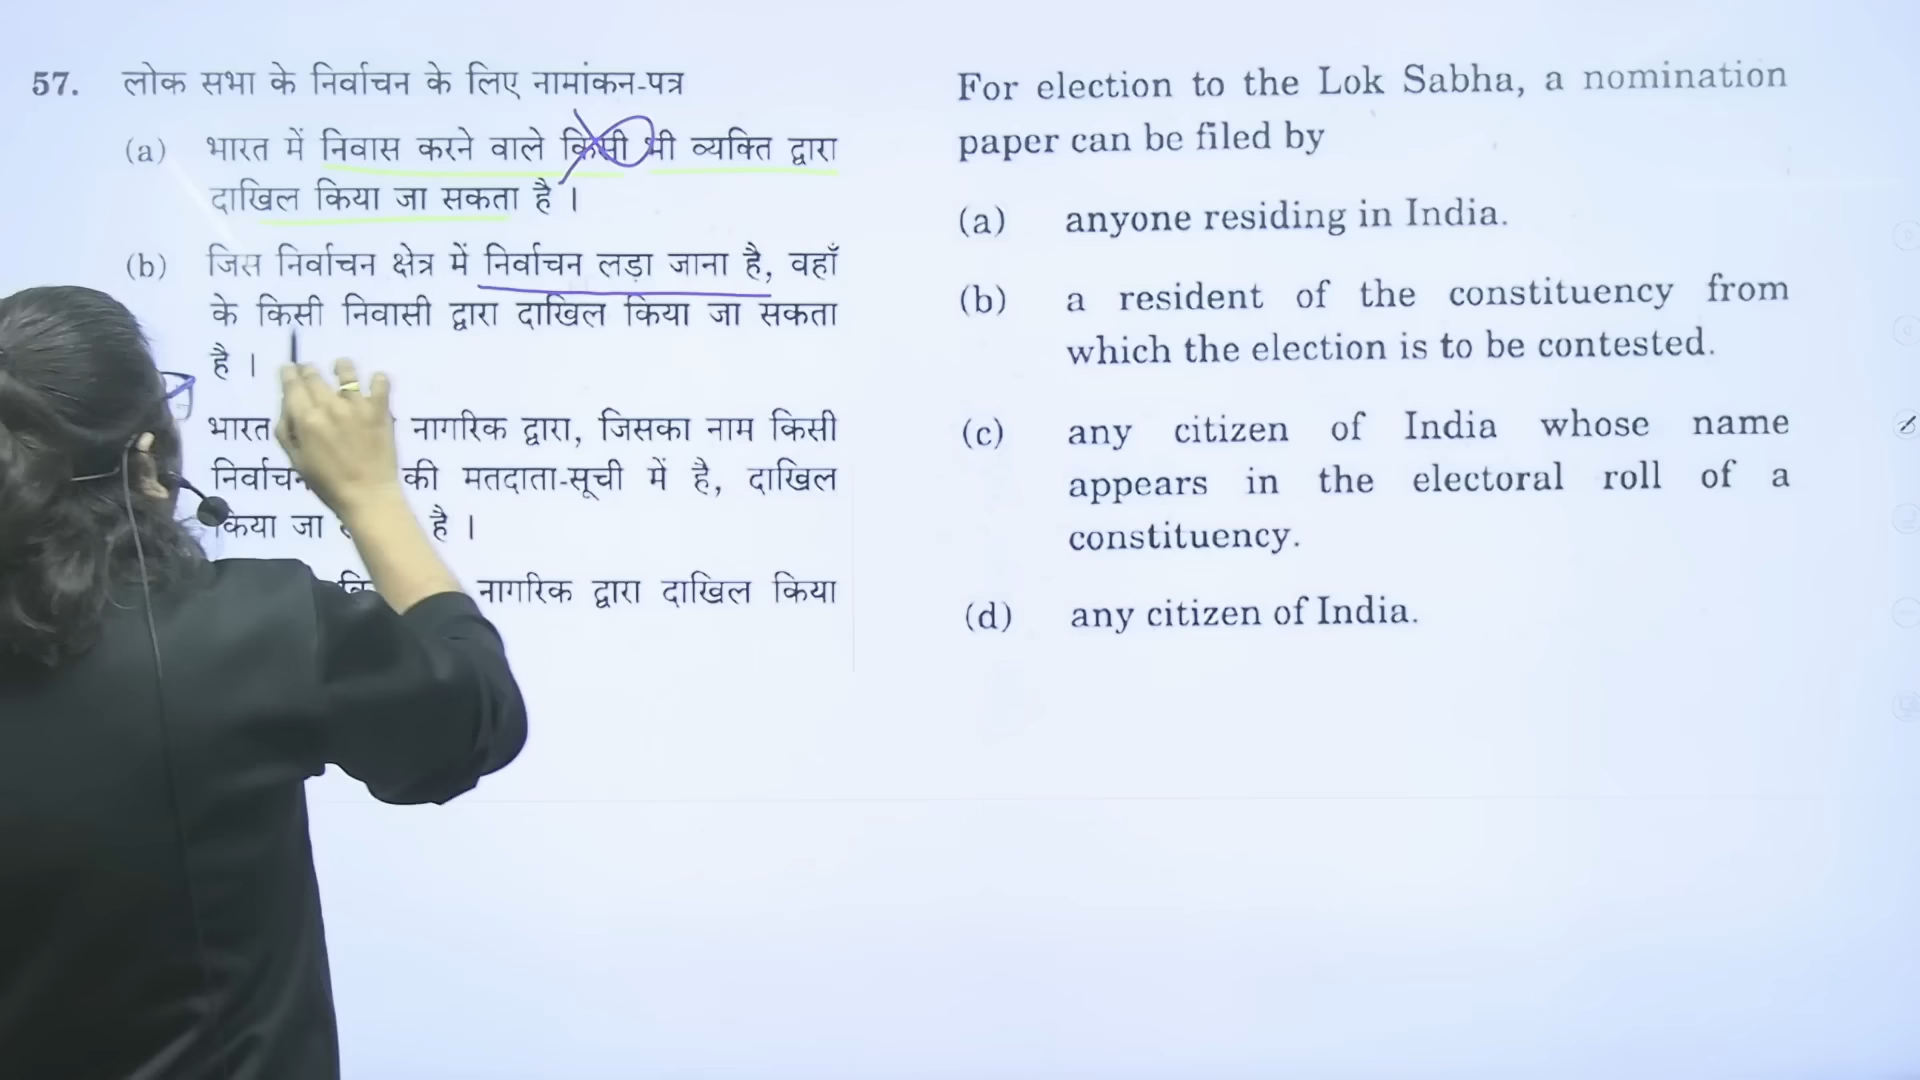 57. लोक सभा के निर्वाचन के लिए नामांकन-पत्र
(a) भारत में निवास करने वाले किसी भी व्यक्ति द्वारा
दाखिल किया जा सकता है ।
(b) जिस निर्वाचन क्षेत्र में निर्वाचन लड़ा जाना है, वहाँ
के किसी निवासी द्वारा दाखिल किया जा सकता
है ।
भारत नागरिक द्वारा, जिसका नाम किसी
की मतदाता-सूची में है, दाखिल
किया जा है ।
नागरिक द्वारा दाखिल किया
For election to the Lok Sabha, a nomination
paper can be filed by
(a) anyone residing in India.
(b) a resident of the constituency from
which the election is to be contested.
(c) any citizen of India whose name
appears in the electoral roll of a
constituency.
(d) any citizen of India.